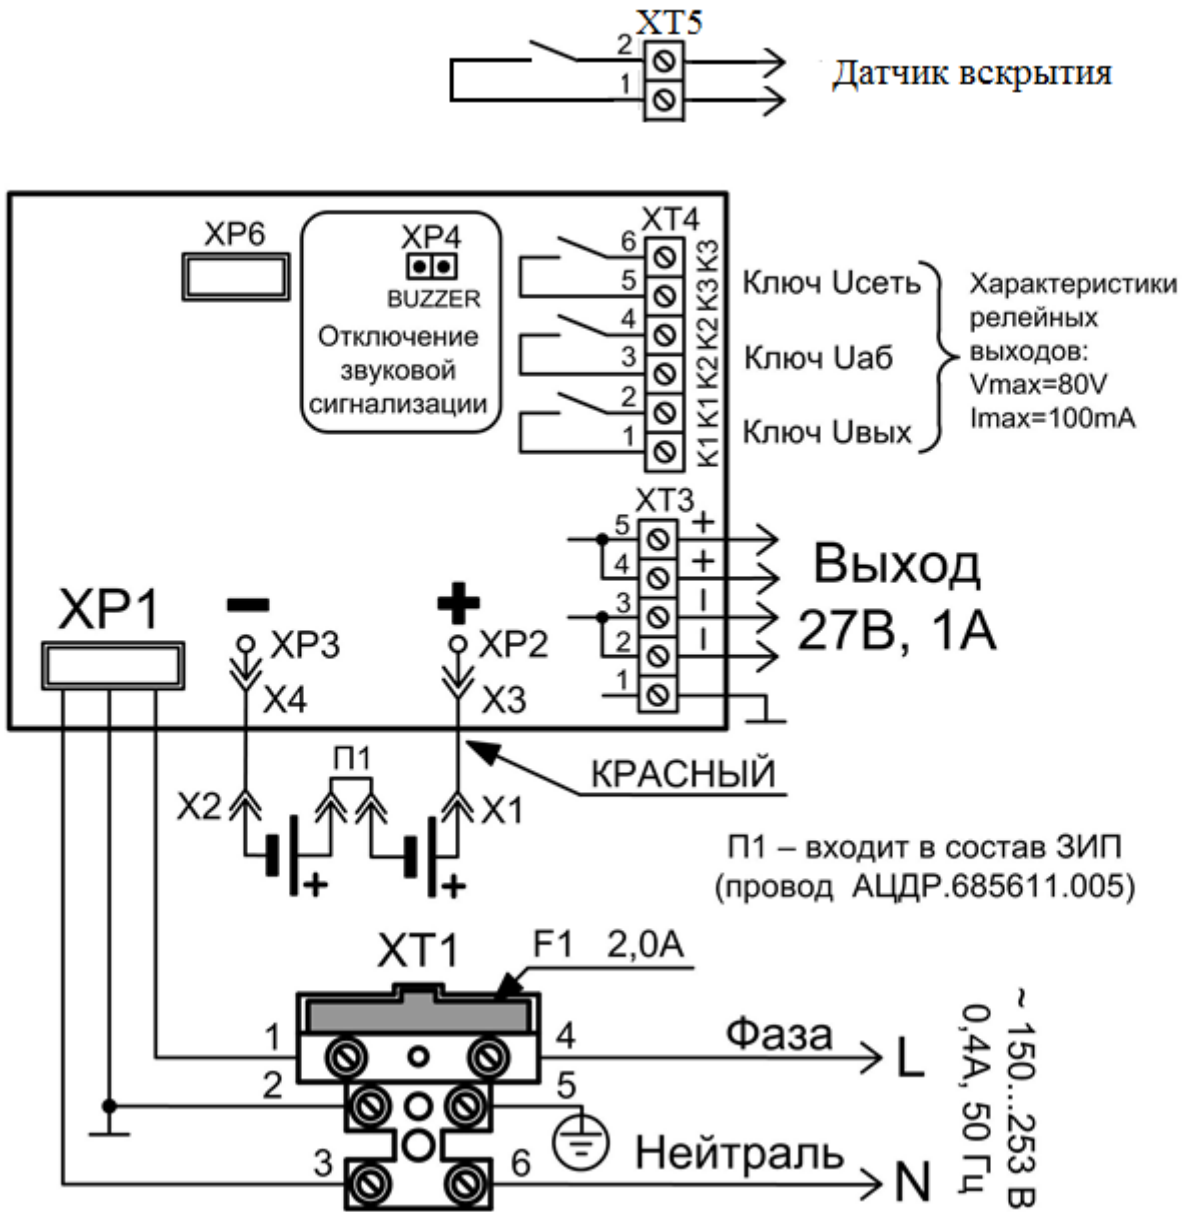 XT5
2
1
Датчик вскрытия
XP6
XP4
BUZZER
Отключение
звуковой
сигнализации
XT4
6
5
4
3
2
1
K3
K3
K2
K2
K1
K1
Ключ Uсеть
Ключ Uаб
Ключ Uвых
Характеристики
релейных
выходов:
Vmax=80V
Imax=100mA
XT3
5
4
3
2
1
+
+
–
–
Выход
27В, 1А
XP1
–
+
XP3
XP2
X4
X3
П1
КРАСНЫЙ
X2
X1
+
+
П1 – входит в состав ЗИП
(провод АЦДР.685611.005)
XT1
F1 2,0А
1
4
Фаза
L
2
5
3
6
Нейтраль
N
~ 150...253 В
0,4А, 50 Гц